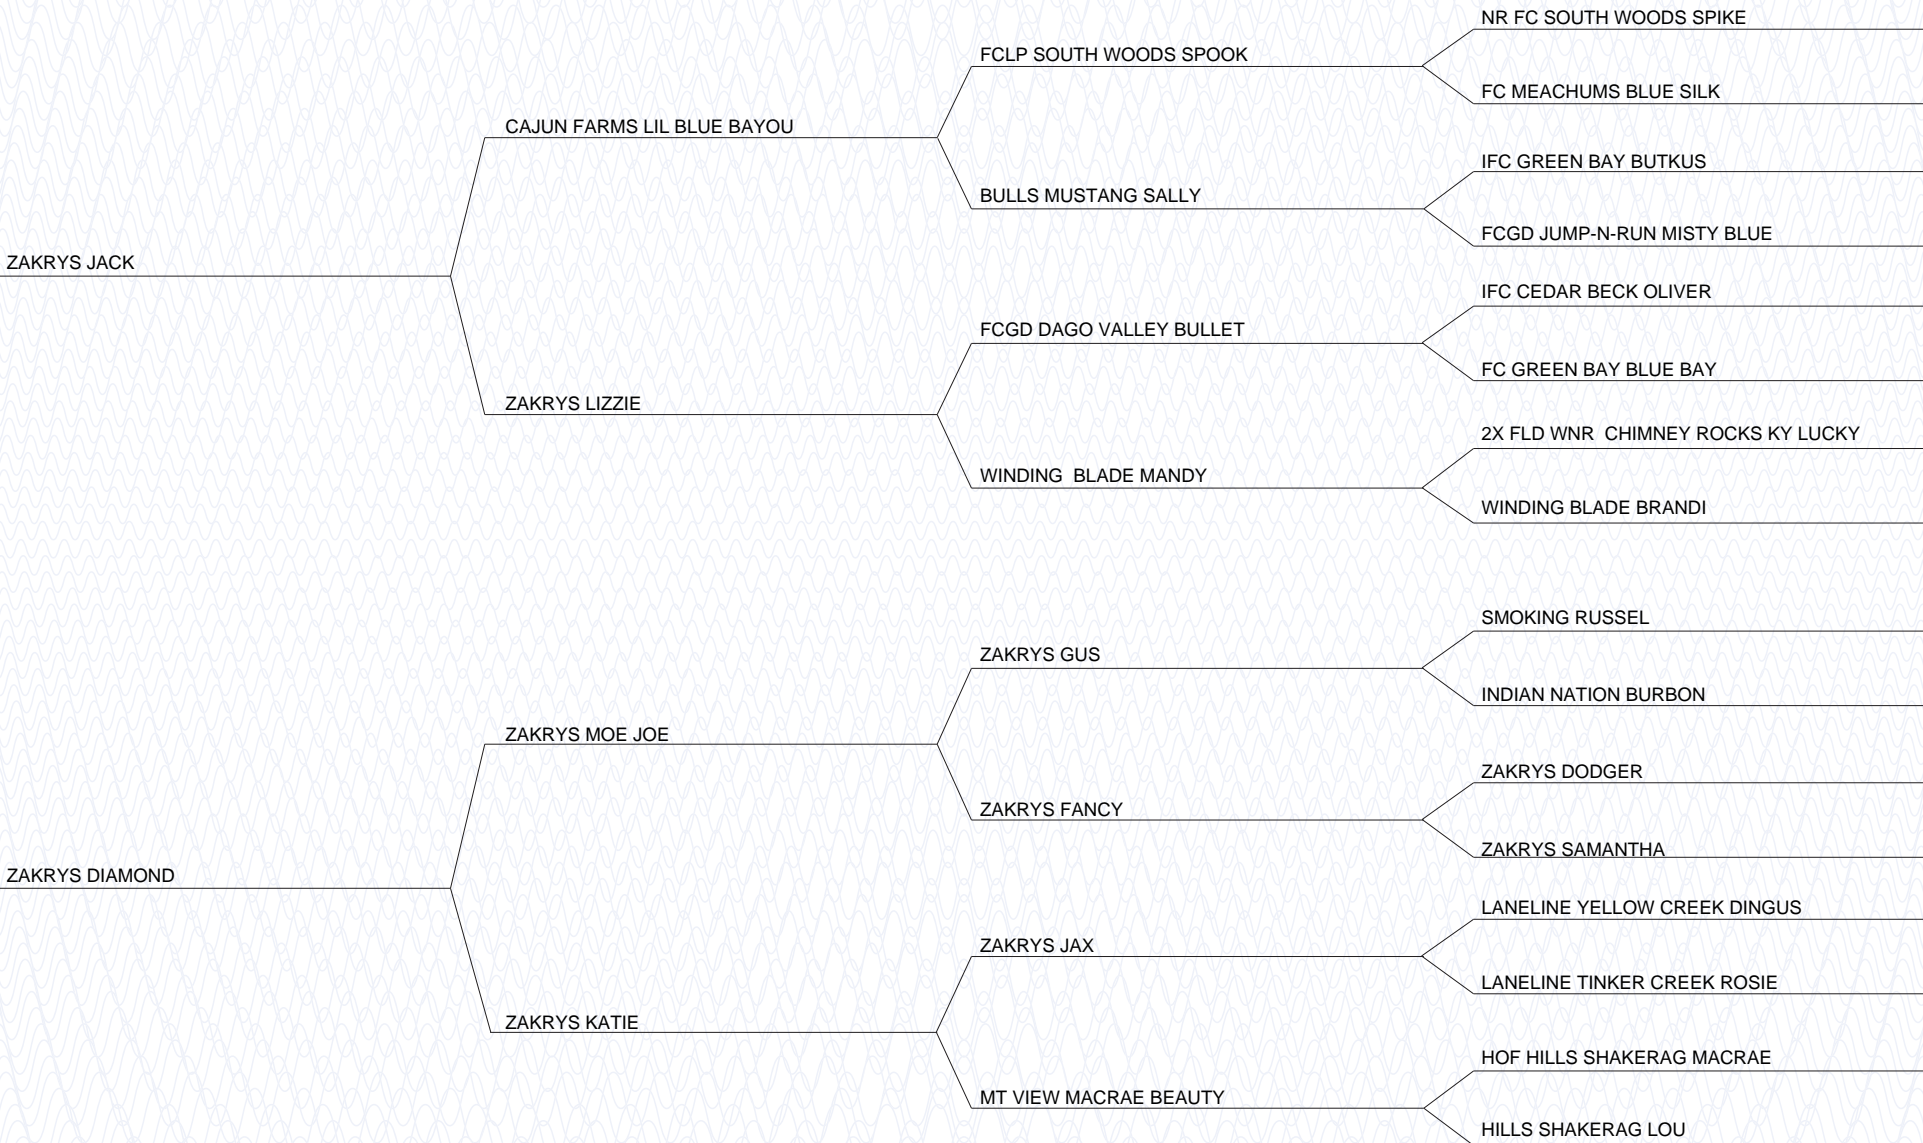 NR FC SOUTH WOODS SPIKE
FCLP SOUTH WOODS SPOOK
FC MEACHUMS BLUE SILK
CAJUN FARMS LIL BLUE BAYOU
IFC GREEN BAY BUTKUS
BULLS MUSTANG SALLY
FCGD JUMP-N-RUN MISTY BLUE
ZAKRYS JACK
IFC CEDAR BECK OLIVER
FCGD DAGO VALLEY BULLET
FC GREEN BAY BLUE BAY
ZAKRYS LIZZIE
2X FLD WNR  CHIMNEY ROCKS KY LUCKY
WINDING  BLADE MANDY
WINDING BLADE BRANDI
SMOKING RUSSEL
ZAKRYS GUS
INDIAN NATION BURBON
ZAKRYS MOE JOE
ZAKRYS DODGER
ZAKRYS FANCY
ZAKRYS SAMANTHA
ZAKRYS DIAMOND
LANELINE YELLOW CREEK DINGUS
ZAKRYS JAX
LANELINE TINKER CREEK ROSIE
ZAKRYS KATIE
HOF HILLS SHAKERAG MACRAE
MT VIEW MACRAE BEAUTY
HILLS SHAKERAG LOU